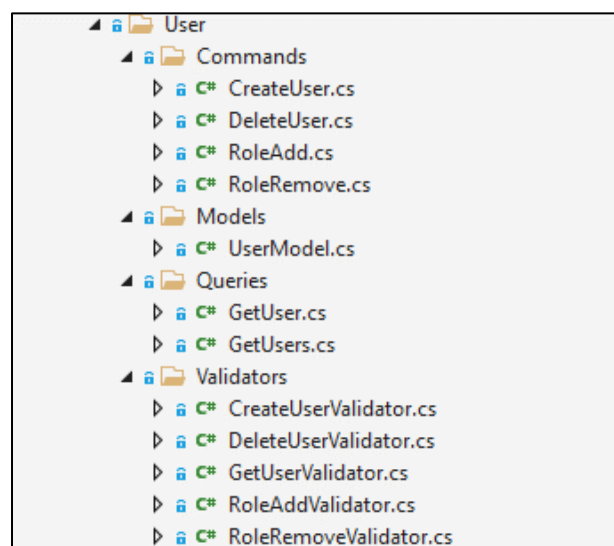 User
Commands
C# CreateUser.cs
C# DeleteUser.cs
C# RoleAdd.cs
C# RoleRemove.cs
Models
C# UserModel.cs
Queries
C# GetUser.cs
C# GetUsers.cs
Validators
C# CreateUserValidator.cs
C# DeleteUserValidator.cs
C# GetUserValidator.cs
C# RoleAddValidator.cs
C# RoleRemoveValidator.cs